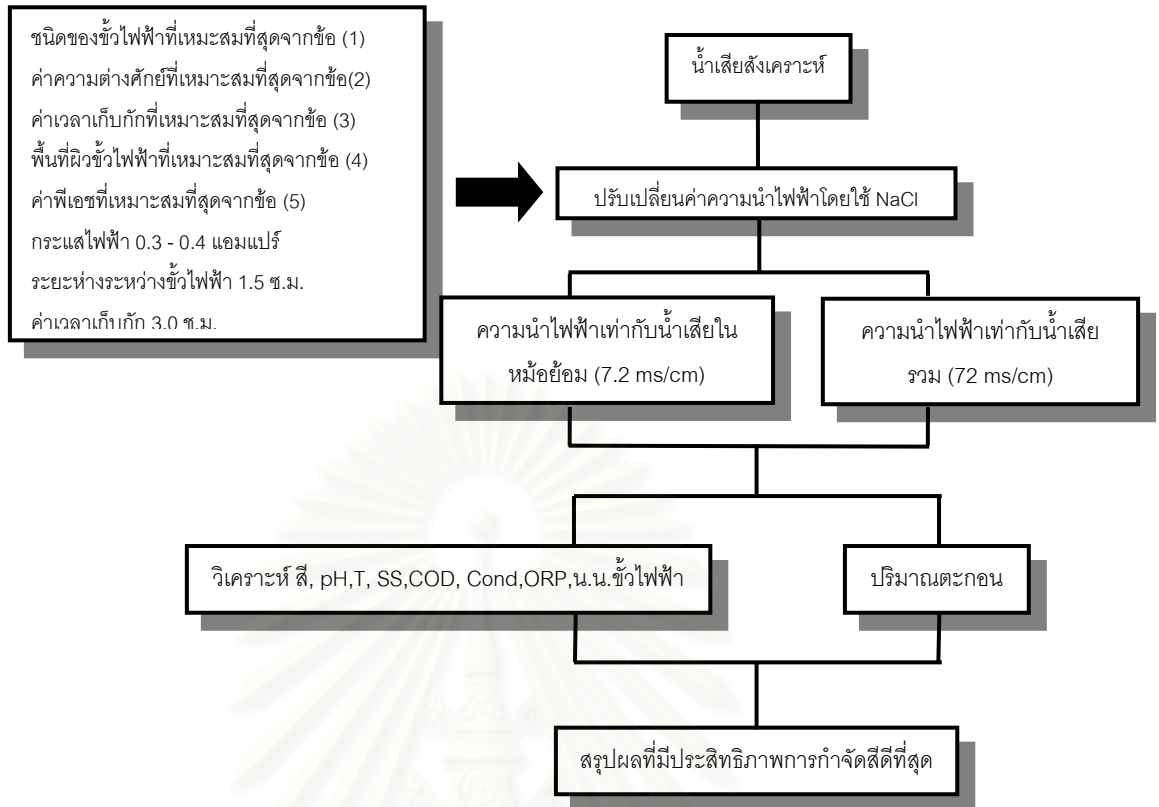 ชนิดของขั้วไฟฟ้าที่เหมะสมที่สุดจากข้อ (1)
ค่าความต่างศักย์ที่เหมาะสมที่สุดจากข้อ(2)
ค่าเวลาเก็บกักที่เหมาะสมที่สุดจากข้อ (3)
พื้นที่ผิวขั้วไฟฟ้าที่เหมาะสมที่สุดจากข้อ (4)
ค่าพีเอชที่เหมาะสมที่สุดจากข้อ (5)
กระแสไฟฟ้า 0.3 - 0.4 แอมแปร์
ระยะห่างระหว่างขั้วไฟฟ้า 1.5 ซ.ม.
ค่าเวลาเก็บกัก 3.0 ช.ม.
น้ำเสียสังเคราะห์
ปรับเปลี่ยนค่าความนำไฟฟ้าโดยใช้ NaCl
ความนำไฟฟ้าเท่ากับน้ำเสียใน
หม้อย้อม (7.2 ms/cm)
ความนำไฟฟ้าเท่ากับน้ำเสีย
รวม (72 ms/cm)
วิเคราะห์ สี, pH,T, SS,COD, Cond,ORP,น.น.ขั้วไฟฟ้า
ปริมาณตะกอน
สรุปผลที่มีประสิทธิภาพการกำจัดสีดีที่สุด